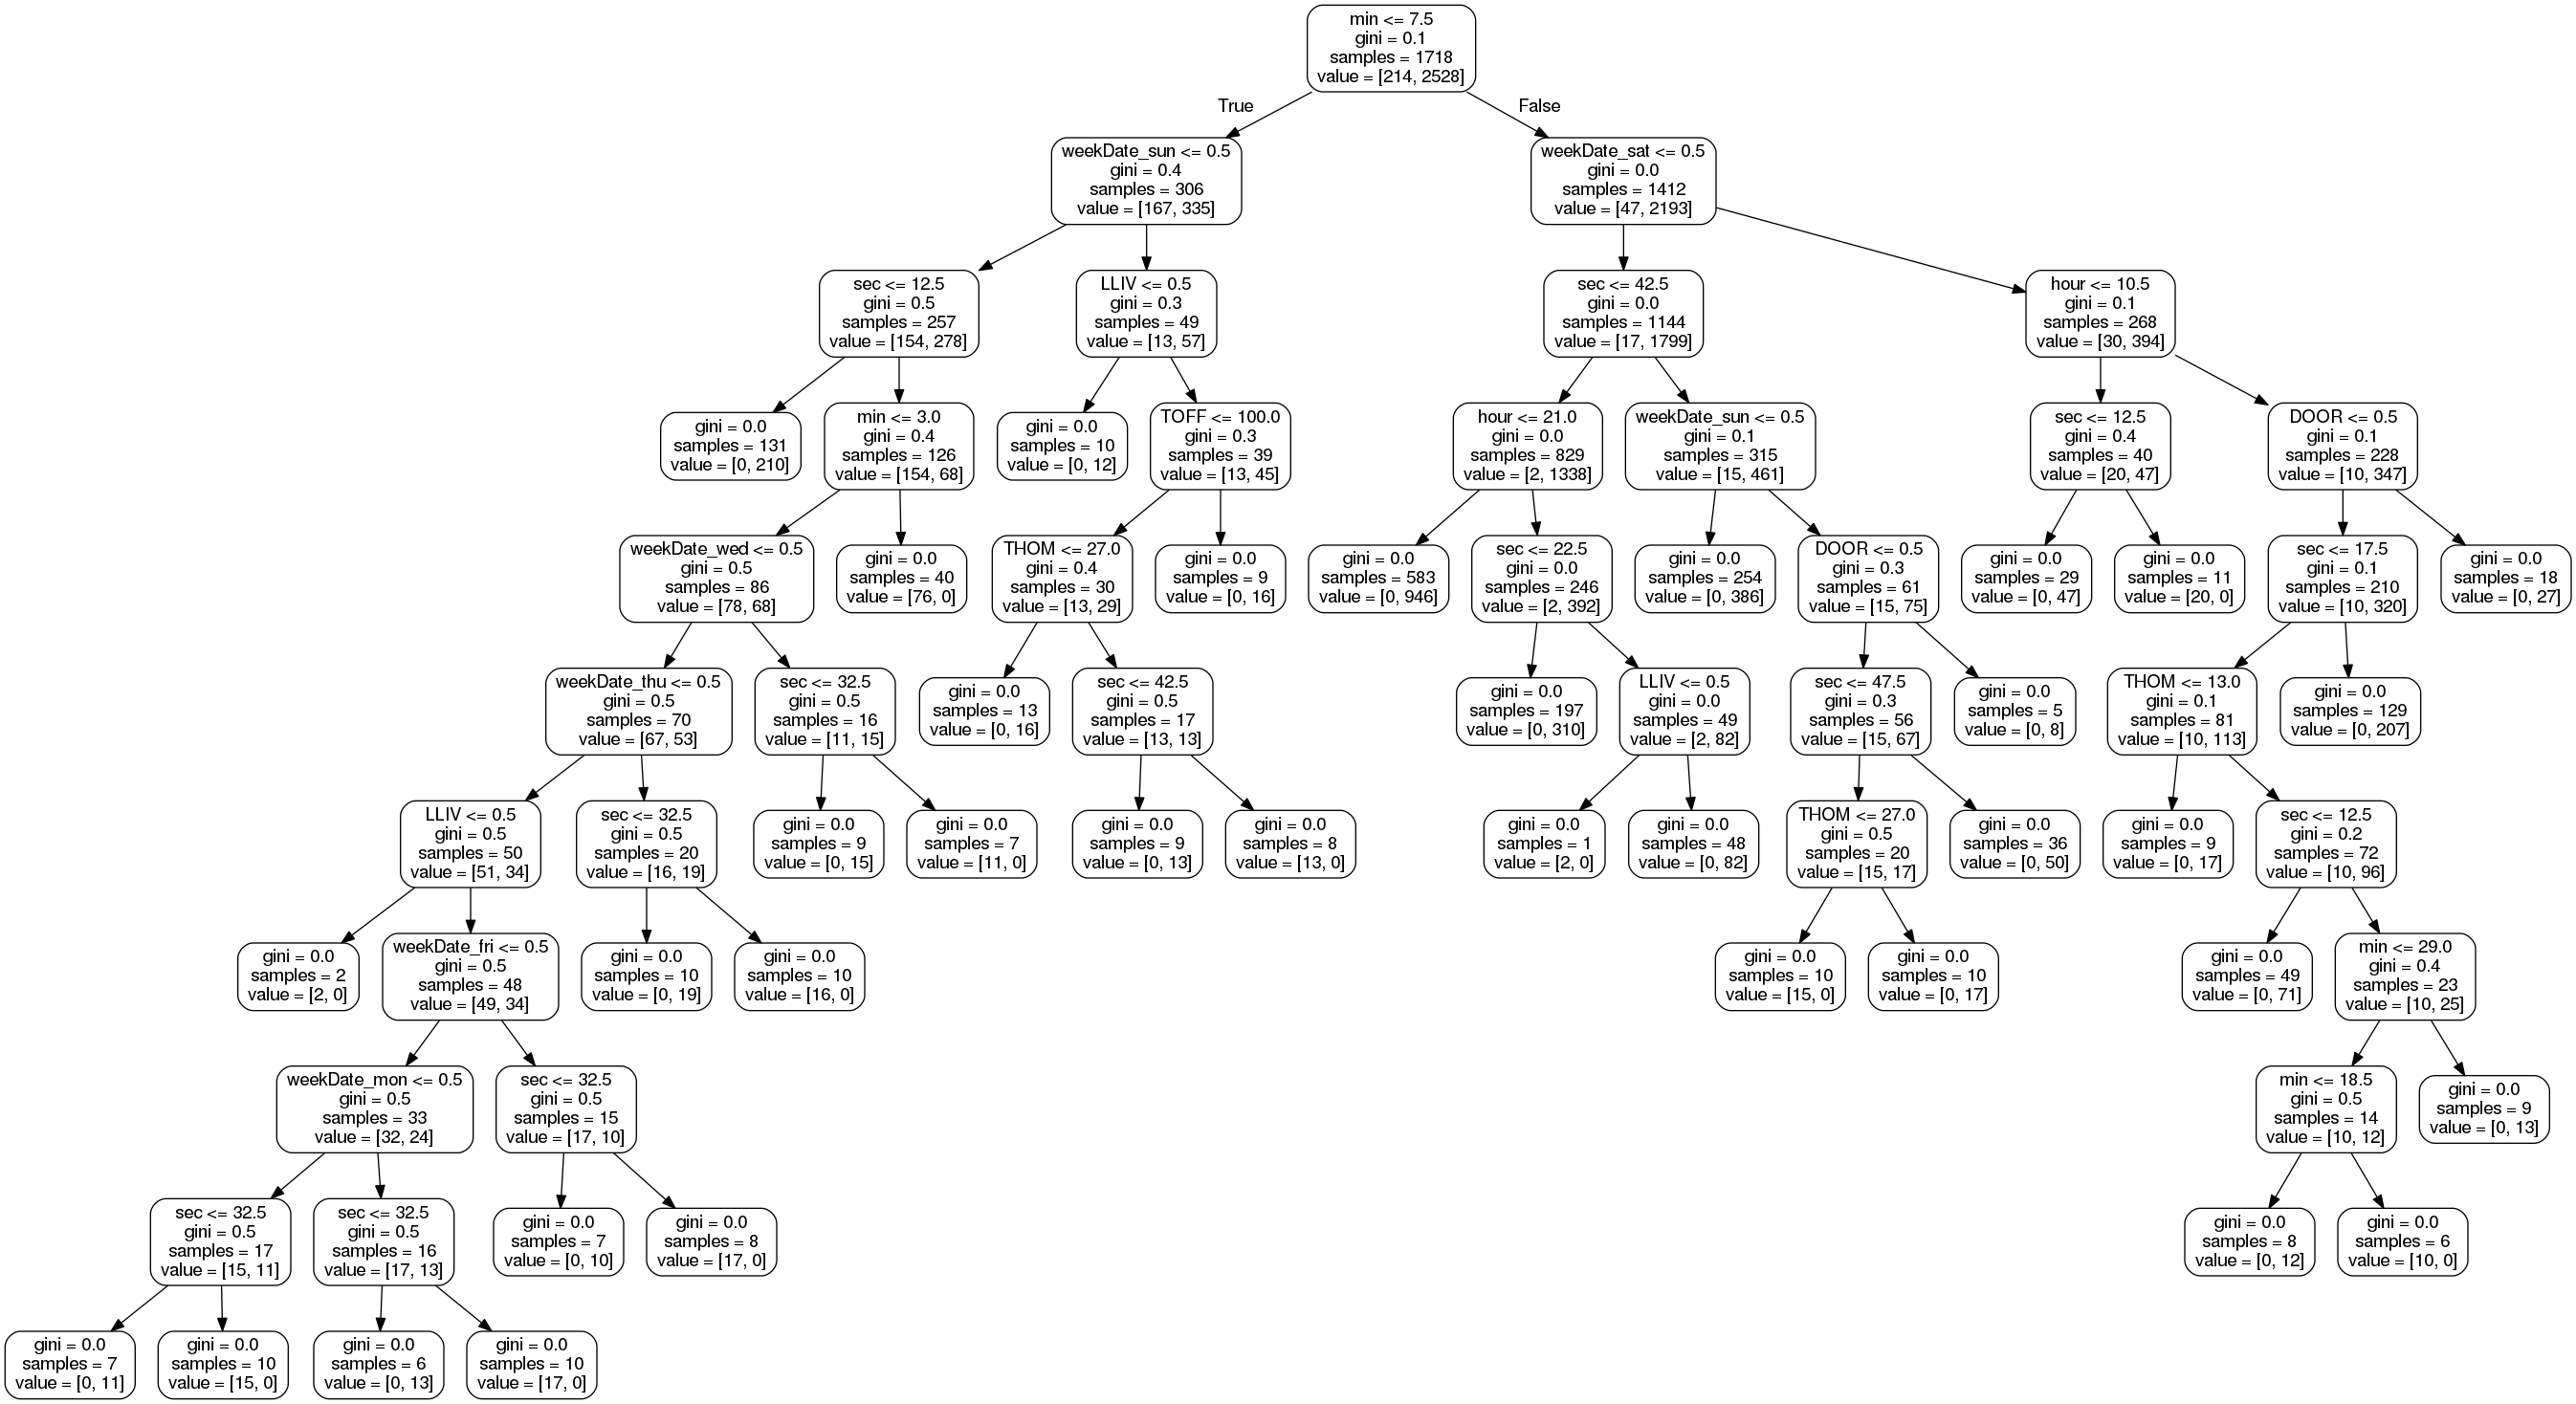 min <= 7.5
gini = 0.1
samples = 1718
value = [214, 2528]
True
False
weekDate_sun <= 0.5
gini = 0.4
samples = 306
value = [167, 335]
weekDate_sat <= 0.5
gini = 0.0
samples = 1412
value = [47, 2193]
sec <= 12.5
gini = 0.5
samples = 257
value = [154, 278]
LLIV <= 0.5
gini = 0.3
samples = 49
value = [13, 57]
sec <= 42.5
gini = 0.0
samples = 1144
value = [17, 1799]
hour <= 10.5
gini = 0.1
samples = 268
value = [30, 394]
gini = 0.0
samples = 131
value = [0, 210]
min <= 3.0
gini = 0.4
samples = 126
value = [154, 68]
gini = 0.0
samples = 10
value = [0, 12]
TOFF <= 100.0
gini = 0.3
samples = 39
value = [13, 45]
hour <= 21.0
gini = 0.0
samples = 829
value = [2, 1338]
weekDate_sun <= 0.5
gini = 0.1
samples = 315
value = [15, 461]
sec <= 12.5
gini = 0.4
samples = 40
value = [20, 47]
DOOR <= 0.5
gini = 0.1
samples = 228
value = [10, 347]
weekDate_wed <= 0.5
gini = 0.5
samples = 86
value = [78, 68]
gini = 0.0
samples = 40
value = [76, 0]
THOM <= 27.0
gini = 0.4
samples = 30
value = [13, 29]
gini = 0.0
samples = 9
value = [0, 16]
gini = 0.0
samples = 583
value = [0, 946]
sec <= 22.5
gini = 0.0
samples = 246
value = [2, 392]
gini = 0.0
samples = 254
value = [0, 386]
DOOR <= 0.5
gini = 0.3
samples = 61
value = [15, 75]
gini = 0.0
samples = 29
value = [0, 47]
gini = 0.0
samples = 11
value = [20, 0]
sec <= 17.5
gini = 0.1
samples = 210
value = [10, 320]
gini = 0.0
samples = 18
value = [0, 27]
weekDate_thu <= 0.5
gini = 0.5
samples = 70
value = [67, 53]
sec <= 32.5
gini = 0.5
samples = 16
value = [11, 15]
gini = 0.0
samples = 13
value = [0, 16]
sec <= 42.5
gini = 0.5
samples = 17
value = [13, 13]
gini = 0.0
samples = 197
value = [0, 310]
LLIV <= 0.5
gini = 0.0
samples = 49
value = [2, 82]
sec <= 47.5
gini = 0.3
samples = 56
value = [15, 67]
gini = 0.0
samples = 5
value = [0, 8]
THOM <= 13.0
gini = 0.1
samples = 81
value = [10, 113]
gini = 0.0
samples = 129
value = [0, 207]
LLIV <= 0.5
gini = 0.5
samples = 50
value = [51, 34]
sec <= 32.5
gini = 0.5
samples = 20
value = [16, 19]
gini = 0.0
samples = 9
value = [0, 15]
gini = 0.0
samples = 7
value = [11, 0]
gini = 0.0
samples = 9
value = [0, 13]
gini = 0.0
samples = 8
value = [13, 0]
gini = 0.0
samples = 1
value = [2, 0]
gini = 0.0
samples = 48
value = [0, 82]
THOM <= 27.0
gini = 0.5
samples = 20
value = [15, 17]
gini = 0.0
samples = 36
value = [0, 50]
gini = 0.0
samples = 9
value = [0, 17]
sec <= 12.5
gini = 0.2
samples = 72
value = [10, 96]
gini = 0.0
samples = 2
value = [2, 0]
weekDate_fri <= 0.5
gini = 0.5
samples = 48
value = [49, 34]
gini = 0.0
samples = 10
value = [0, 19]
gini = 0.0
samples = 10
value = [16, 0]
gini = 0.0
samples = 10
value = [15, 0]
gini = 0.0
samples = 10
value = [0, 17]
gini = 0.0
samples = 49
value = [0, 71]
min <= 29.0
gini = 0.4
samples = 23
value = [10, 25]
weekDate_mon <= 0.5
gini = 0.5
samples = 33
value = [32, 24]
sec <= 32.5
gini = 0.5
samples = 15
value = [17, 10]
min <= 18.5
gini = 0.5
samples = 14
value = [10, 12]
gini = 0.0
samples = 9
value = [0, 13]
sec <= 32.5
gini = 0.5
samples = 17
value = [15, 11]
sec <= 32.5
gini = 0.5
samples = 16
value = [17, 13]
gini = 0.0
samples = 7
value = [0, 10]
gini = 0.0
samples = 8
value = [17, 0]
gini = 0.0
samples = 8
value = [0, 12]
gini = 0.0
samples = 6
value = [10, 0]
gini = 0.0
samples = 7
value = [0, 11]
gini = 0.0
samples = 10
value = [15, 0]
gini = 0.0
samples = 6
value = [0, 13]
gini = 0.0
samples = 10
value = [17, 0]